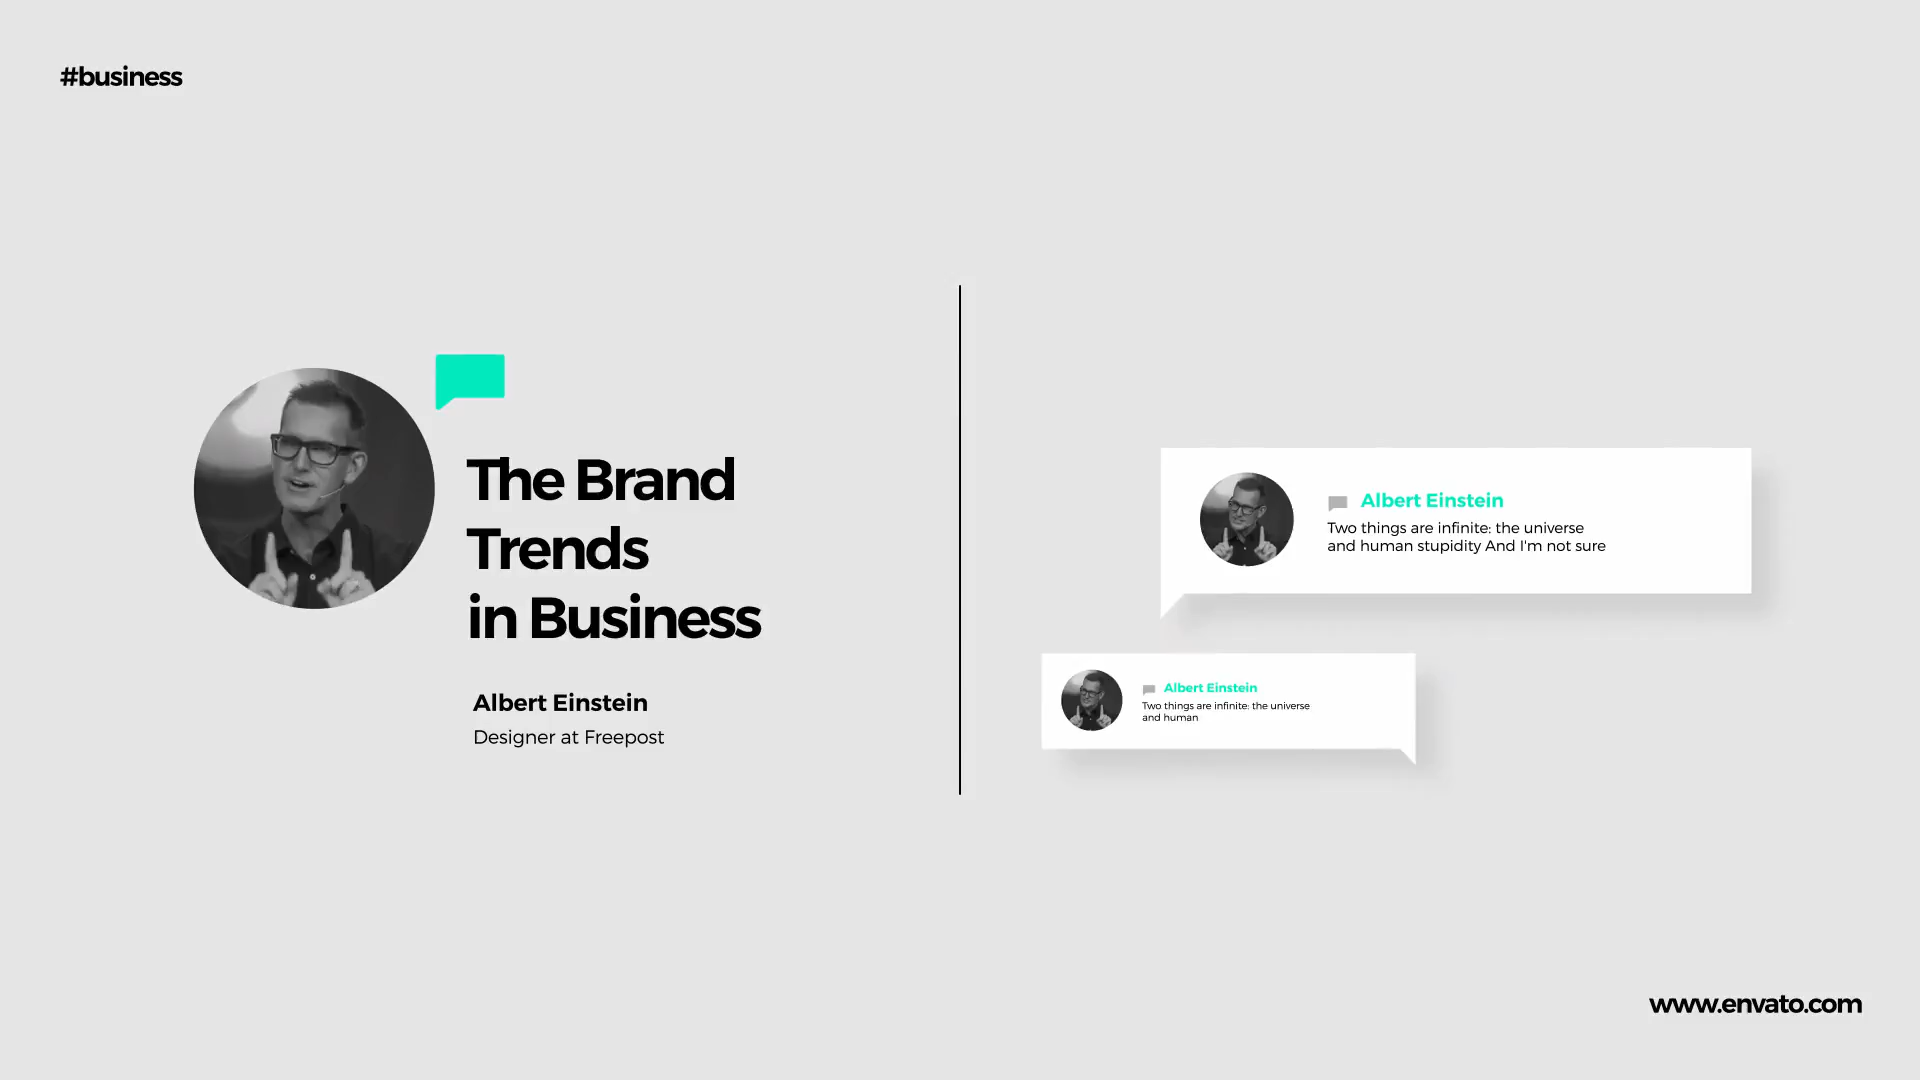 #business
The Brand
Trends
in Business
Albert Einstein
Designer at Freepost
Albert Einstein
Two things are infinite: the universe
and human stupidity And I'm not sure
Albert Einstein
Two things are infinite: the universe
and human
www.envato.com